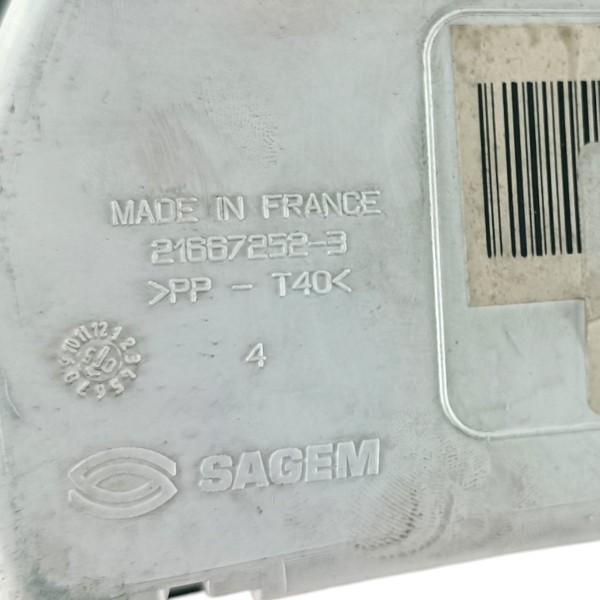 MADE IN FRANCE
21667252-3
>PP - T40<
4
SAGEM